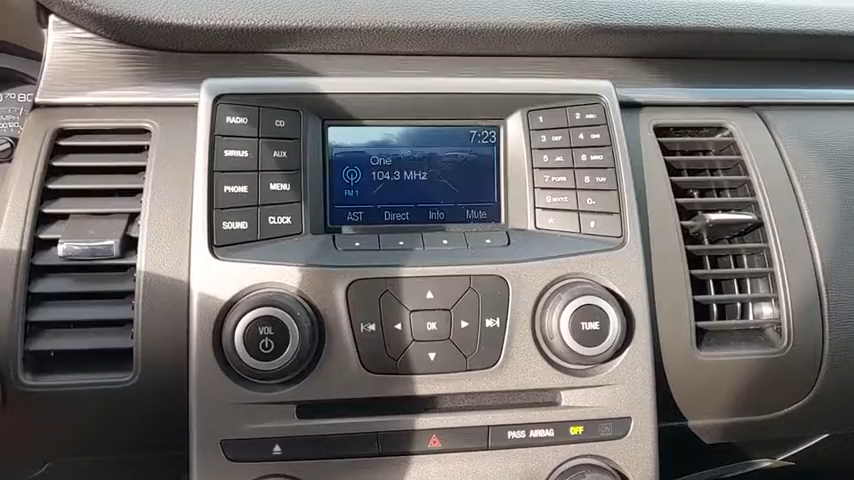 7:23
One
104.3 MHz
FM 1
AST Direct Info Mute
RADIO CD
SIRIUS AUX
PHONE MENU
SOUND CLOCK
1 2 ABC
3 DEF 4 GHI
5 JKL 6 MNO
7 PQRS 8 TUV
9 WXYZ 0
* #
VOL
OK
TUNE
PASS AIRBAG OFF ON